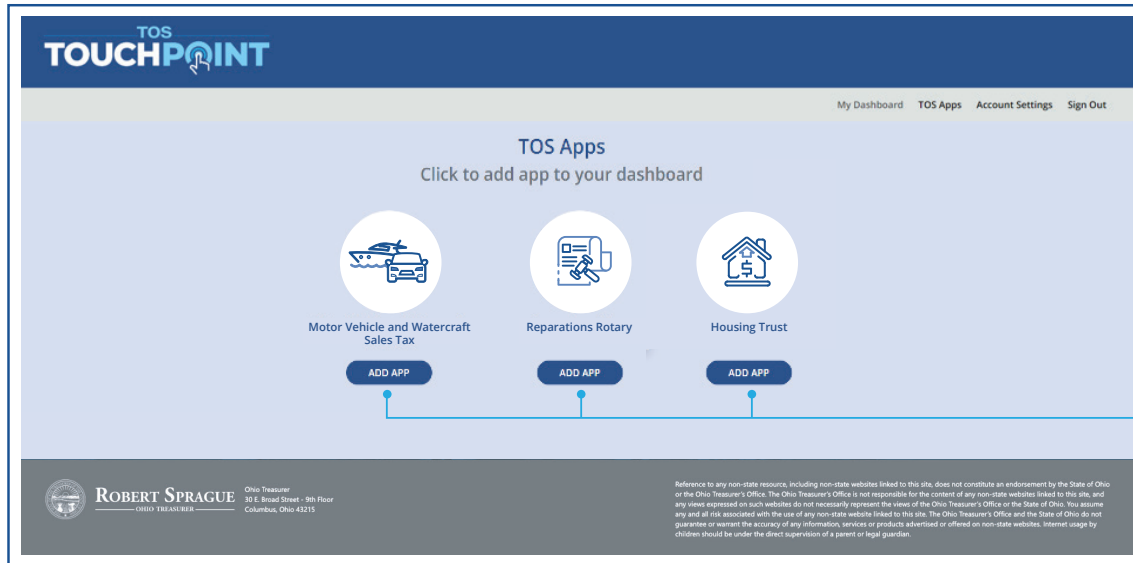 TOS
TOUCHPOINT
My Dashboard TOS Apps Account Settings Sign Out
TOS Apps
Click to add app to your dashboard
Motor Vehicle and Watercraft
Sales Tax
Reparations Rotary
Housing Trust
ADD APP
ADD APP
ADD APP
ROBERT SPRAGUE
OHIO TREASURER
Ohio Treasurer
30 E. Broad Street - 9th Floor
Columbus, Ohio 43215
Reference to any non-state resource, including non-state websites linked to this site, does not constitute an endorsement by the State of Ohio
or the Ohio Treasurer's Office. The Ohio Treasurer's Office is not responsible for the content of any non-state websites linked to this site, and
any views expressed on such websites do not necessarily represent the views of the Ohio Treasurer's Office or the State of Ohio. You assume
any and all risk associated with the use of any non-state website linked to this site. The Ohio Treasurer's Office and the State of Ohio do not
guarantee or warrant the accuracy of any information, services or products advertised or offered on non-state websites. Internet usage by
children should be under the direct supervision of a parent or legal guardian.